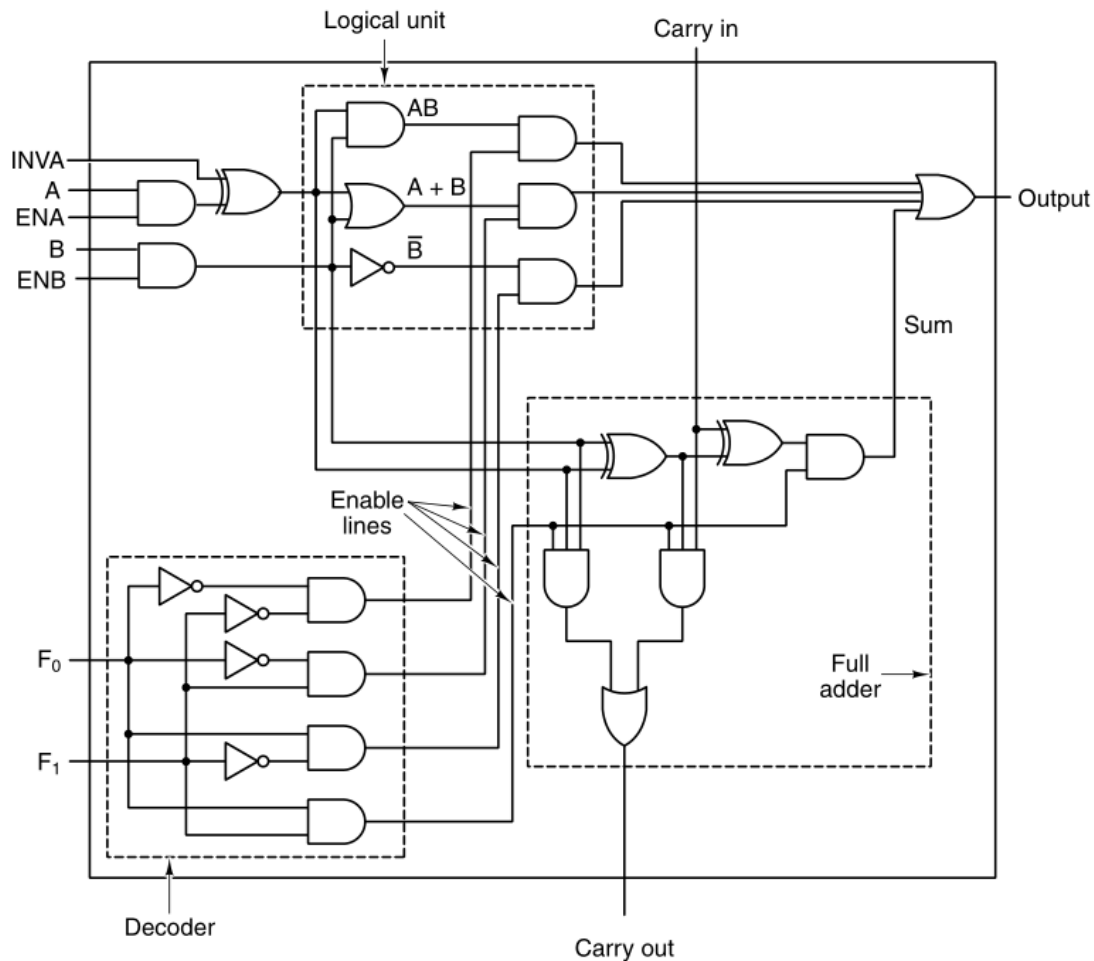 Logical unit
Carry in
INVA
A
ENA
B
ENB
AB
A + B
B̅
Output
Sum
Enable
lines
F₀
F₁
Full
adder
Decoder
Carry out